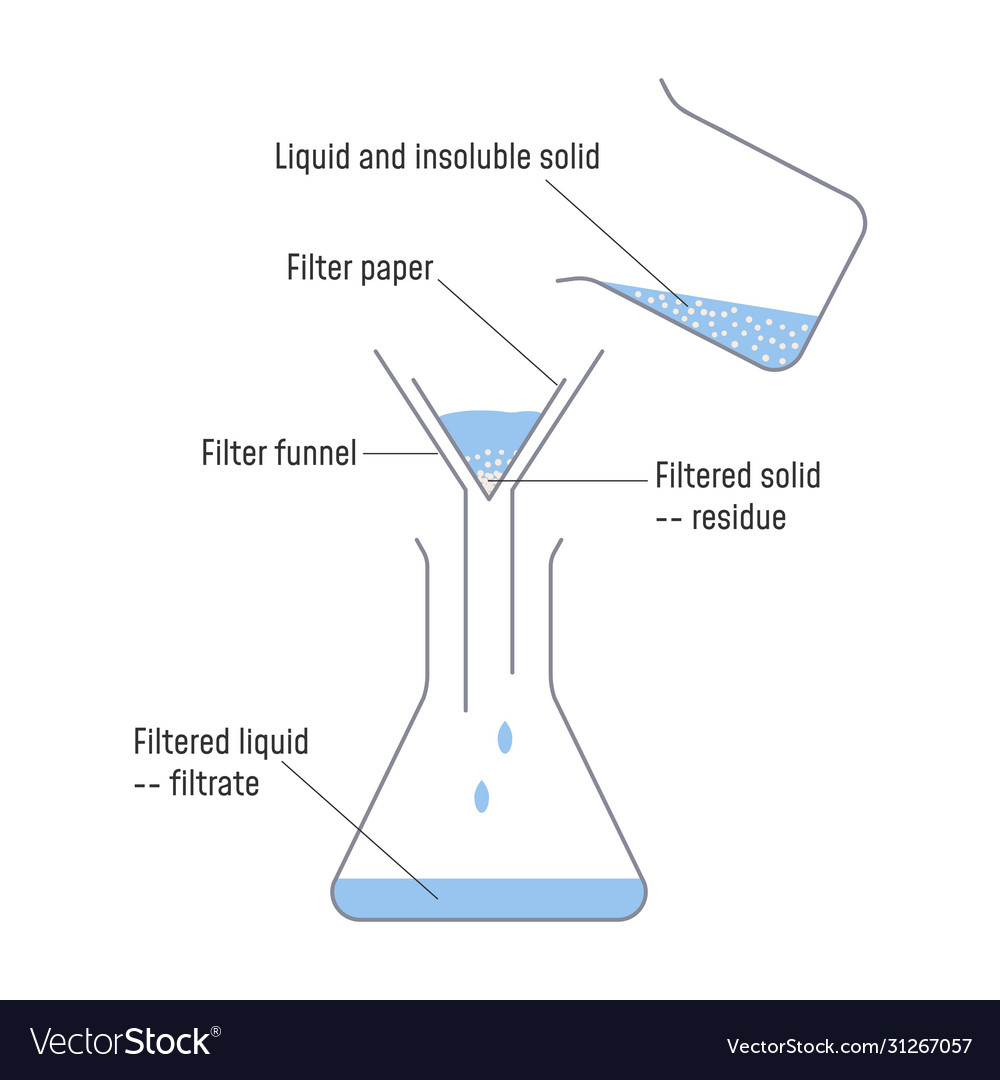 Liquid and insoluble solid
Filter paper
Filter funnel
Filtered solid
-- residue
Filtered liquid
-- filtrate
VectorStock®
VectorStock.com/31267057